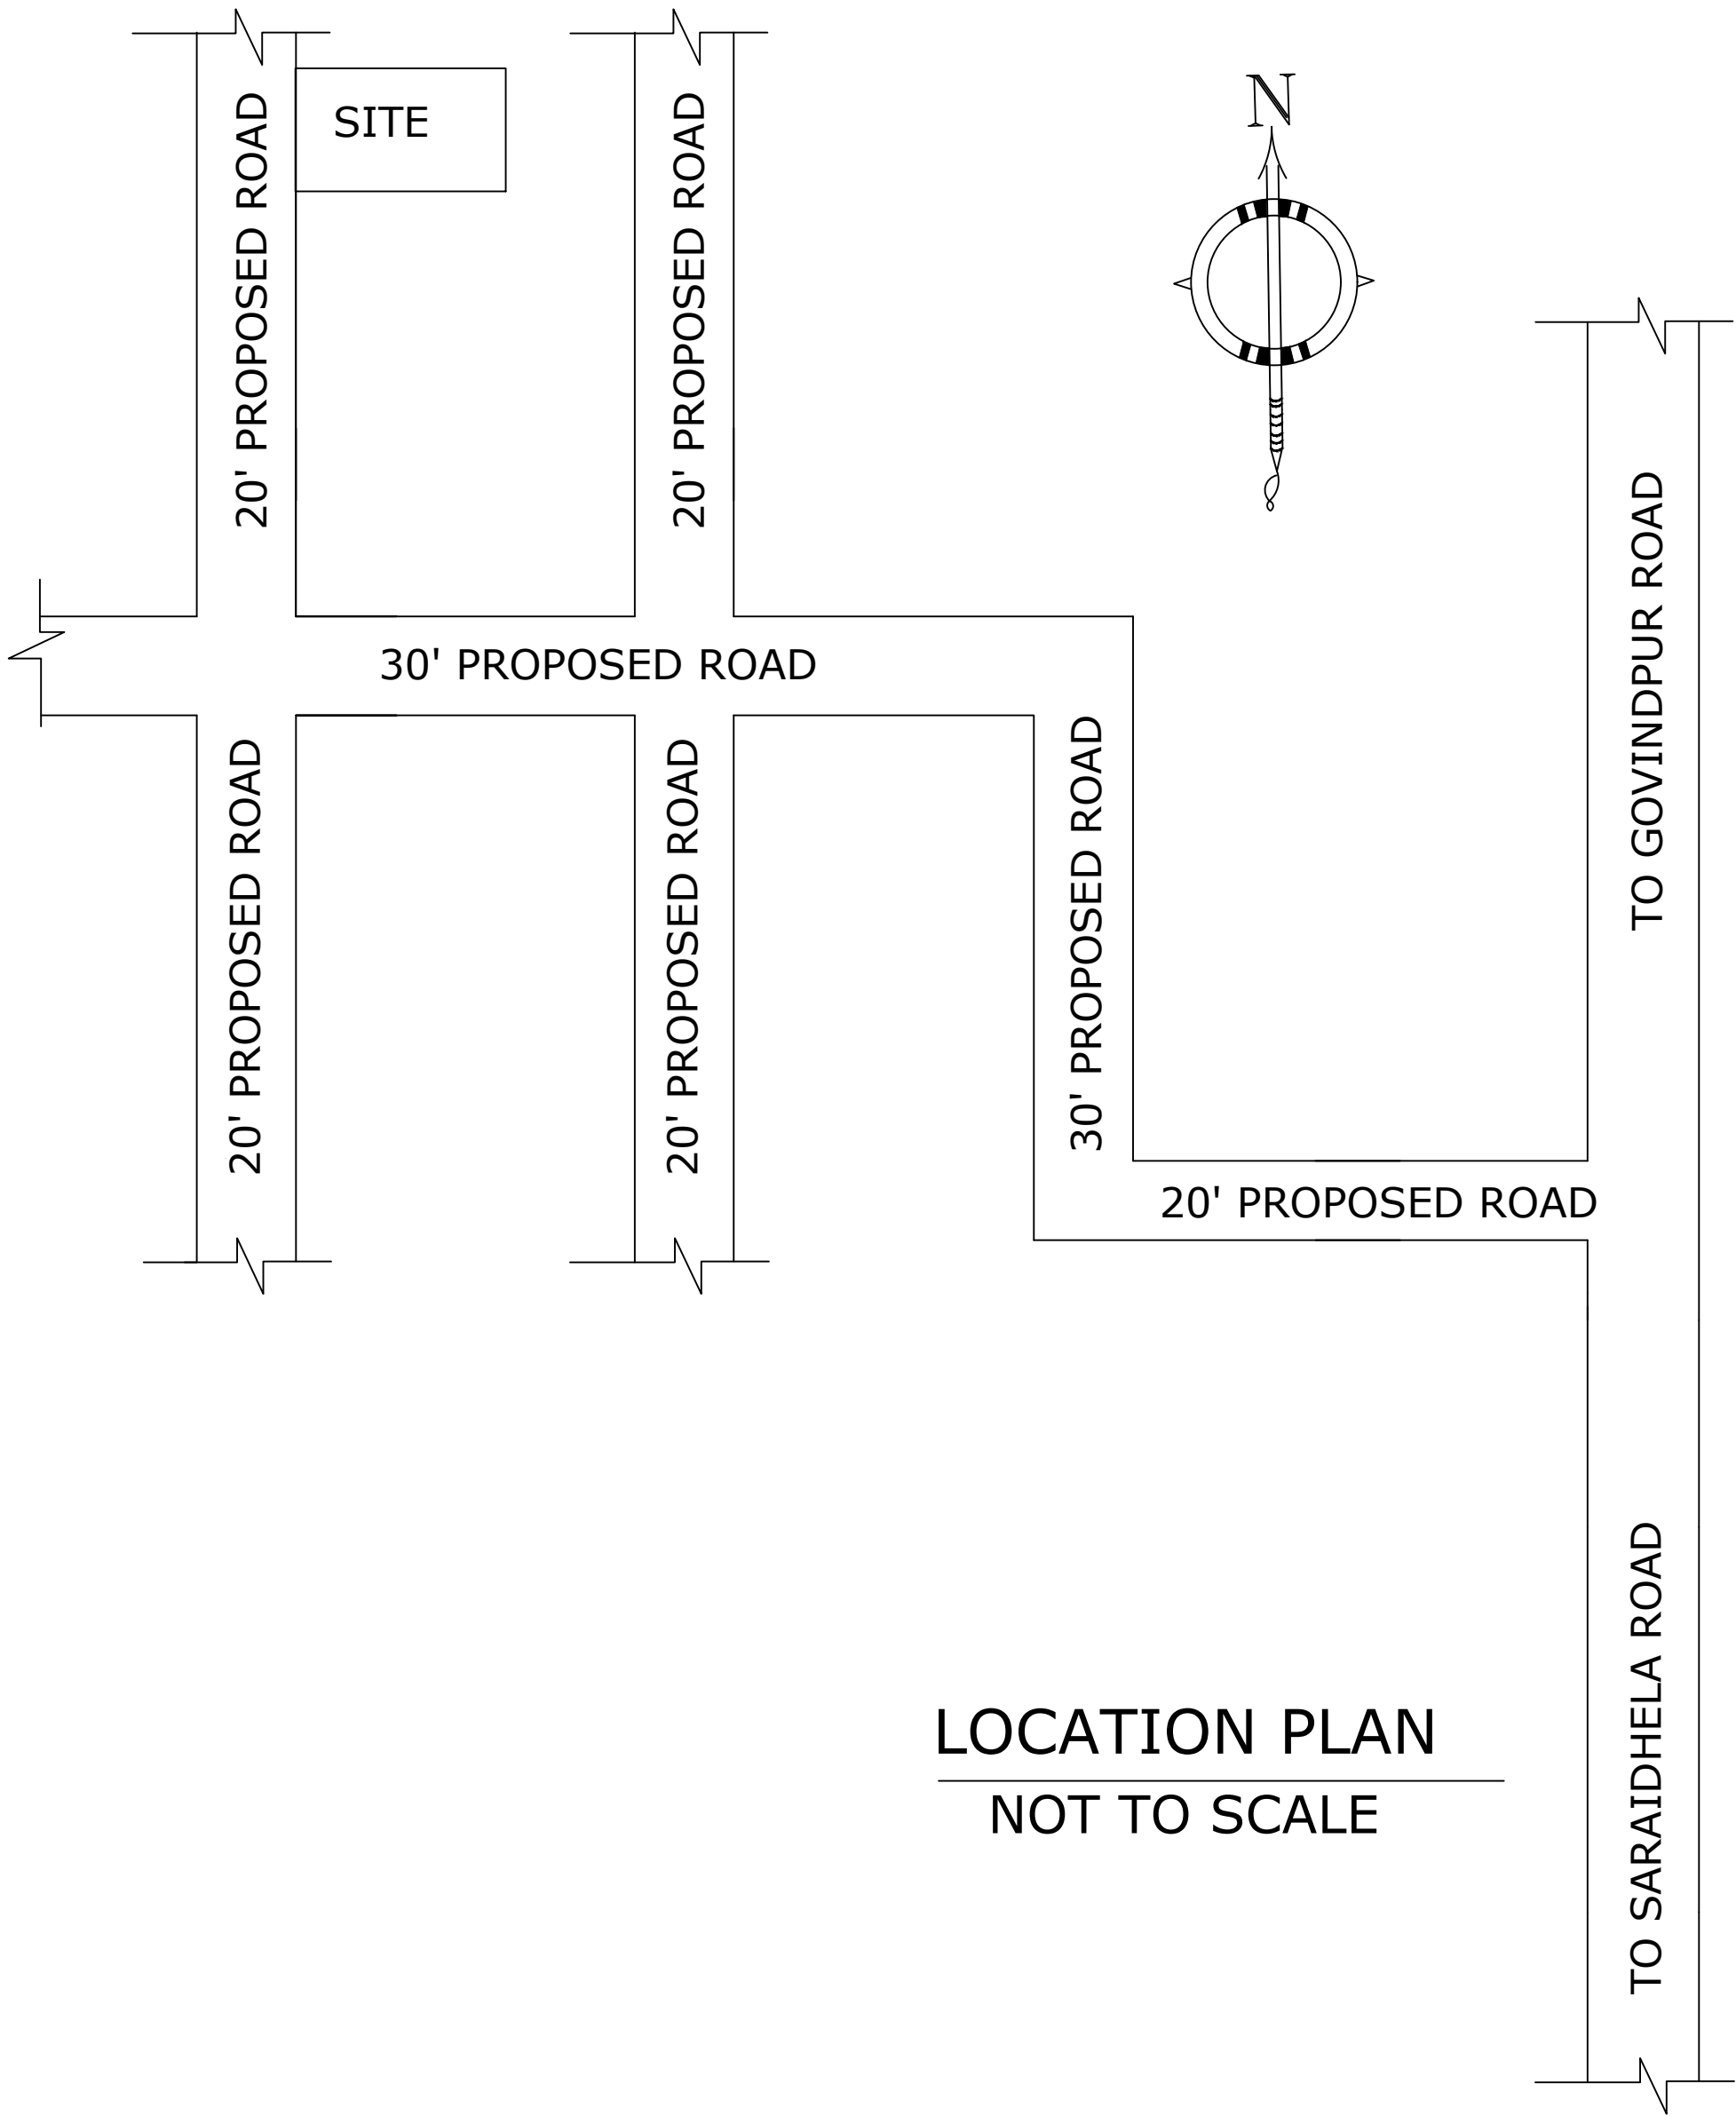 N
SITE
20' PROPOSED ROAD
20' PROPOSED ROAD
TO GOVINDPUR ROAD
30' PROPOSED ROAD
20' PROPOSED ROAD
20' PROPOSED ROAD
30' PROPOSED ROAD
20' PROPOSED ROAD
TO SARAIDHELA ROAD
LOCATION PLAN
NOT TO SCALE